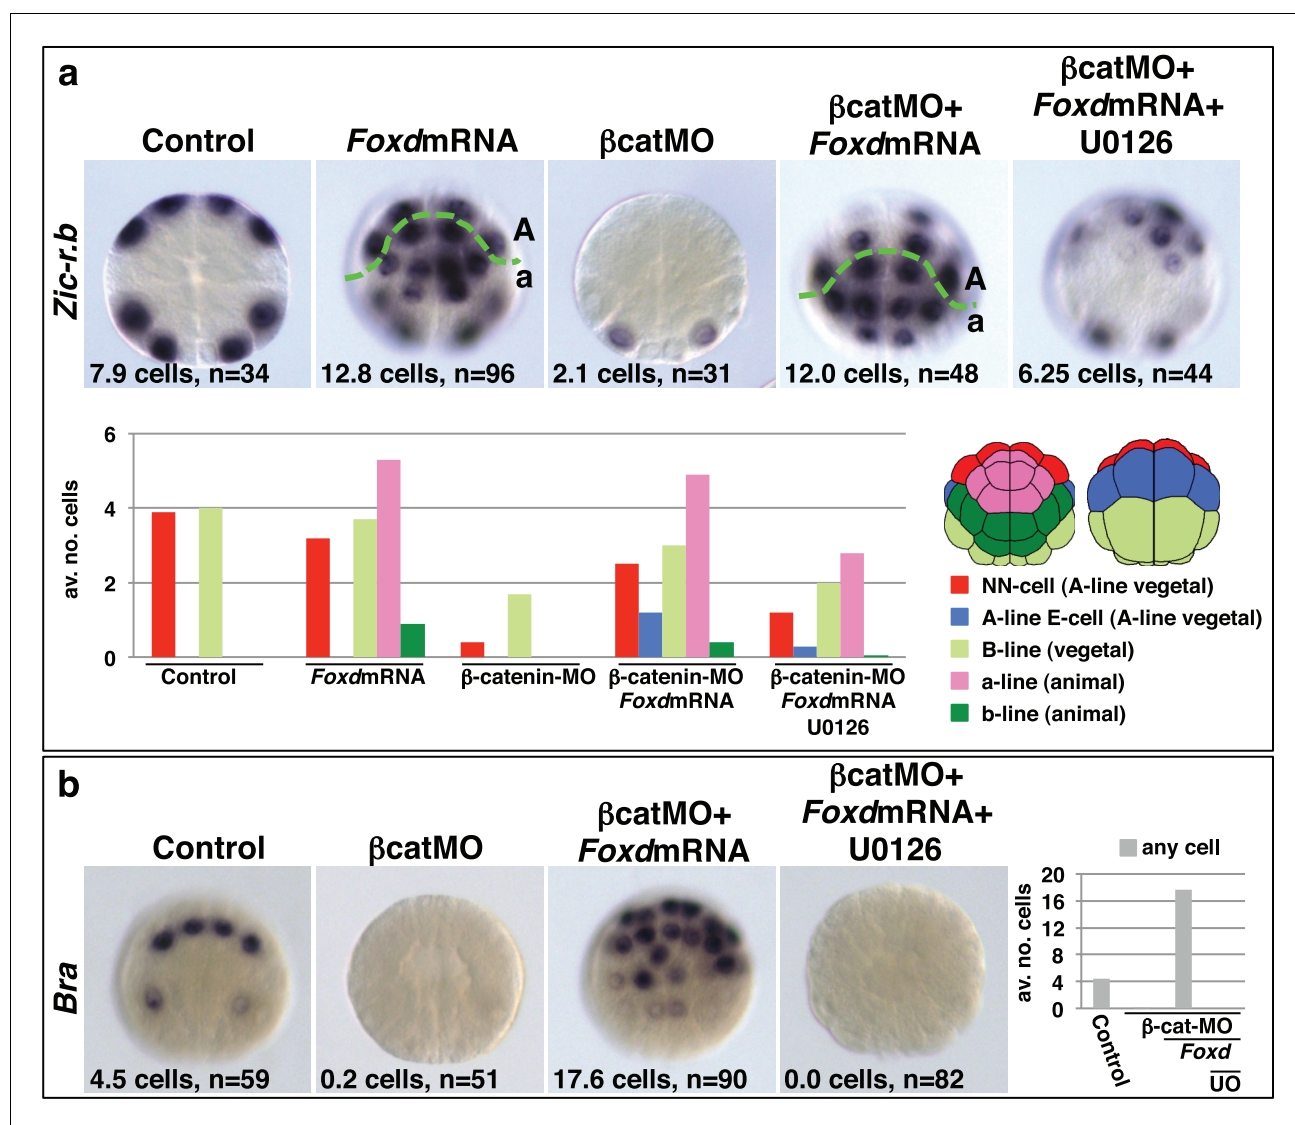 a
Control
FoxdmRNA
βcatMO
βcatMO+
FoxdmRNA
βcatMO+
FoxdmRNA+
U0126
Zic-r.b
A
a
A
a
7.9 cells, n=34
12.8 cells, n=96
2.1 cells, n=31
12.0 cells, n=48
6.25 cells, n=44
av. no. cells
6
4
2
0
Control
FoxdmRNA
β-catenin-MO
β-catenin-MO
FoxdmRNA
β-catenin-MO
FoxdmRNA
U0126
NN-cell (A-line vegetal)
A-line E-cell (A-line vegetal)
B-line (vegetal)
a-line (animal)
b-line (animal)
b
Control
βcatMO
βcatMO+
FoxdmRNA
βcatMO+
FoxdmRNA+
U0126
Bra
4.5 cells, n=59
0.2 cells, n=51
17.6 cells, n=90
0.0 cells, n=82
any cell
av. no. cells
20
16
12
8
4
0
Control
β-cat-MO
Foxd
UO